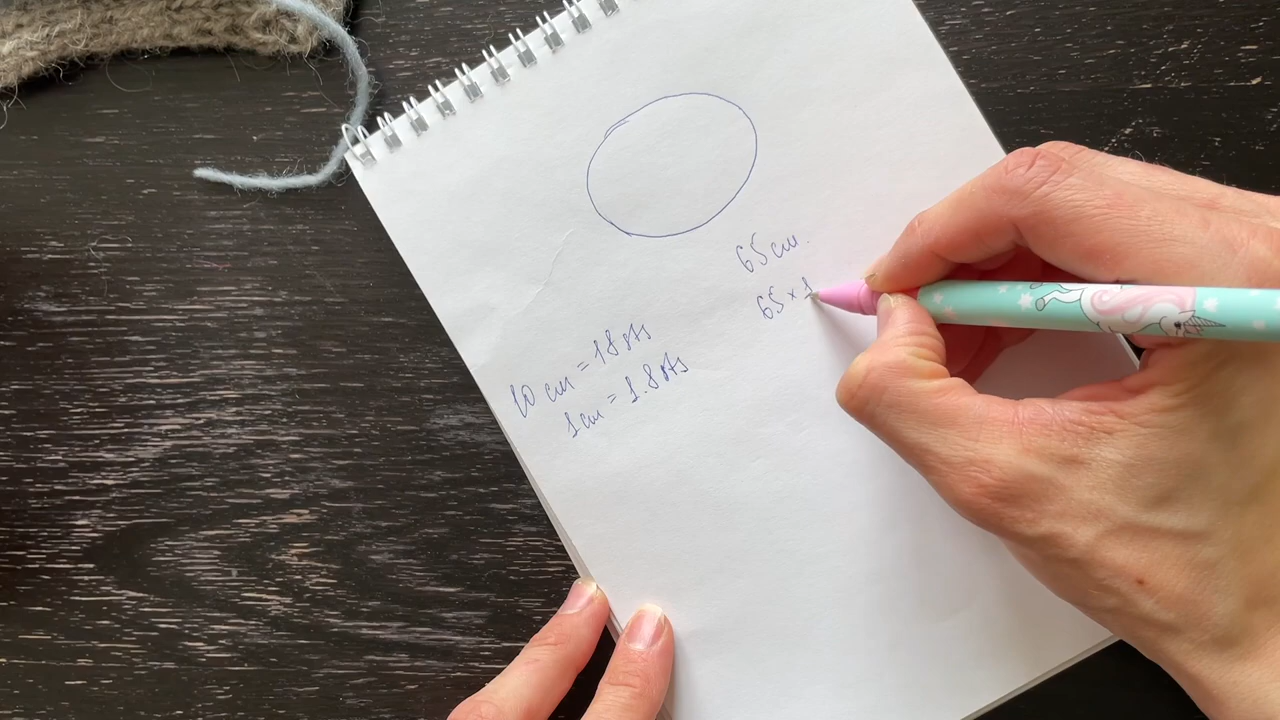 65 cm.
65 × 1
10 cm = 18 sts
1 cm = 1.8 sts